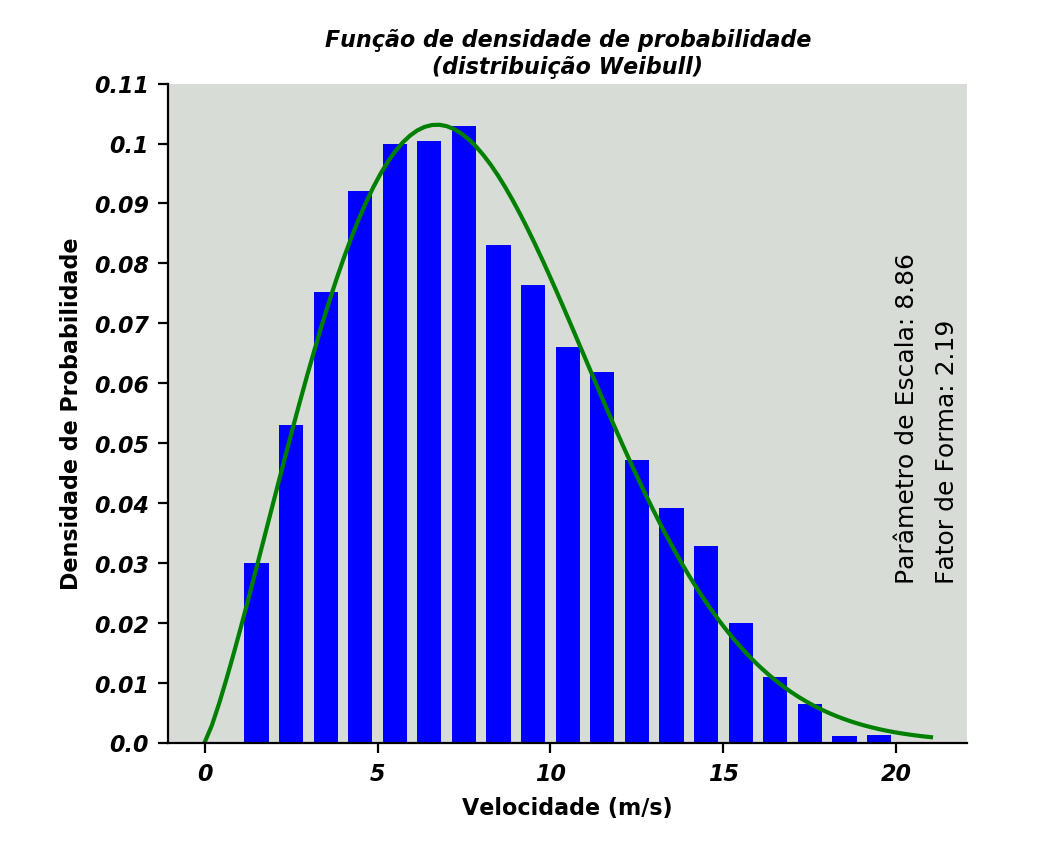 Função de densidade de probabilidade
(distribuição Weibull)
Densidade de Probabilidade
0.11
0.1
0.09
0.08
0.07
0.06
0.05
0.04
0.03
0.02
0.01
0.0
Parâmetro de Escala: 8.86
Fator de Forma: 2.19
0
5
10
15
20
Velocidade (m/s)